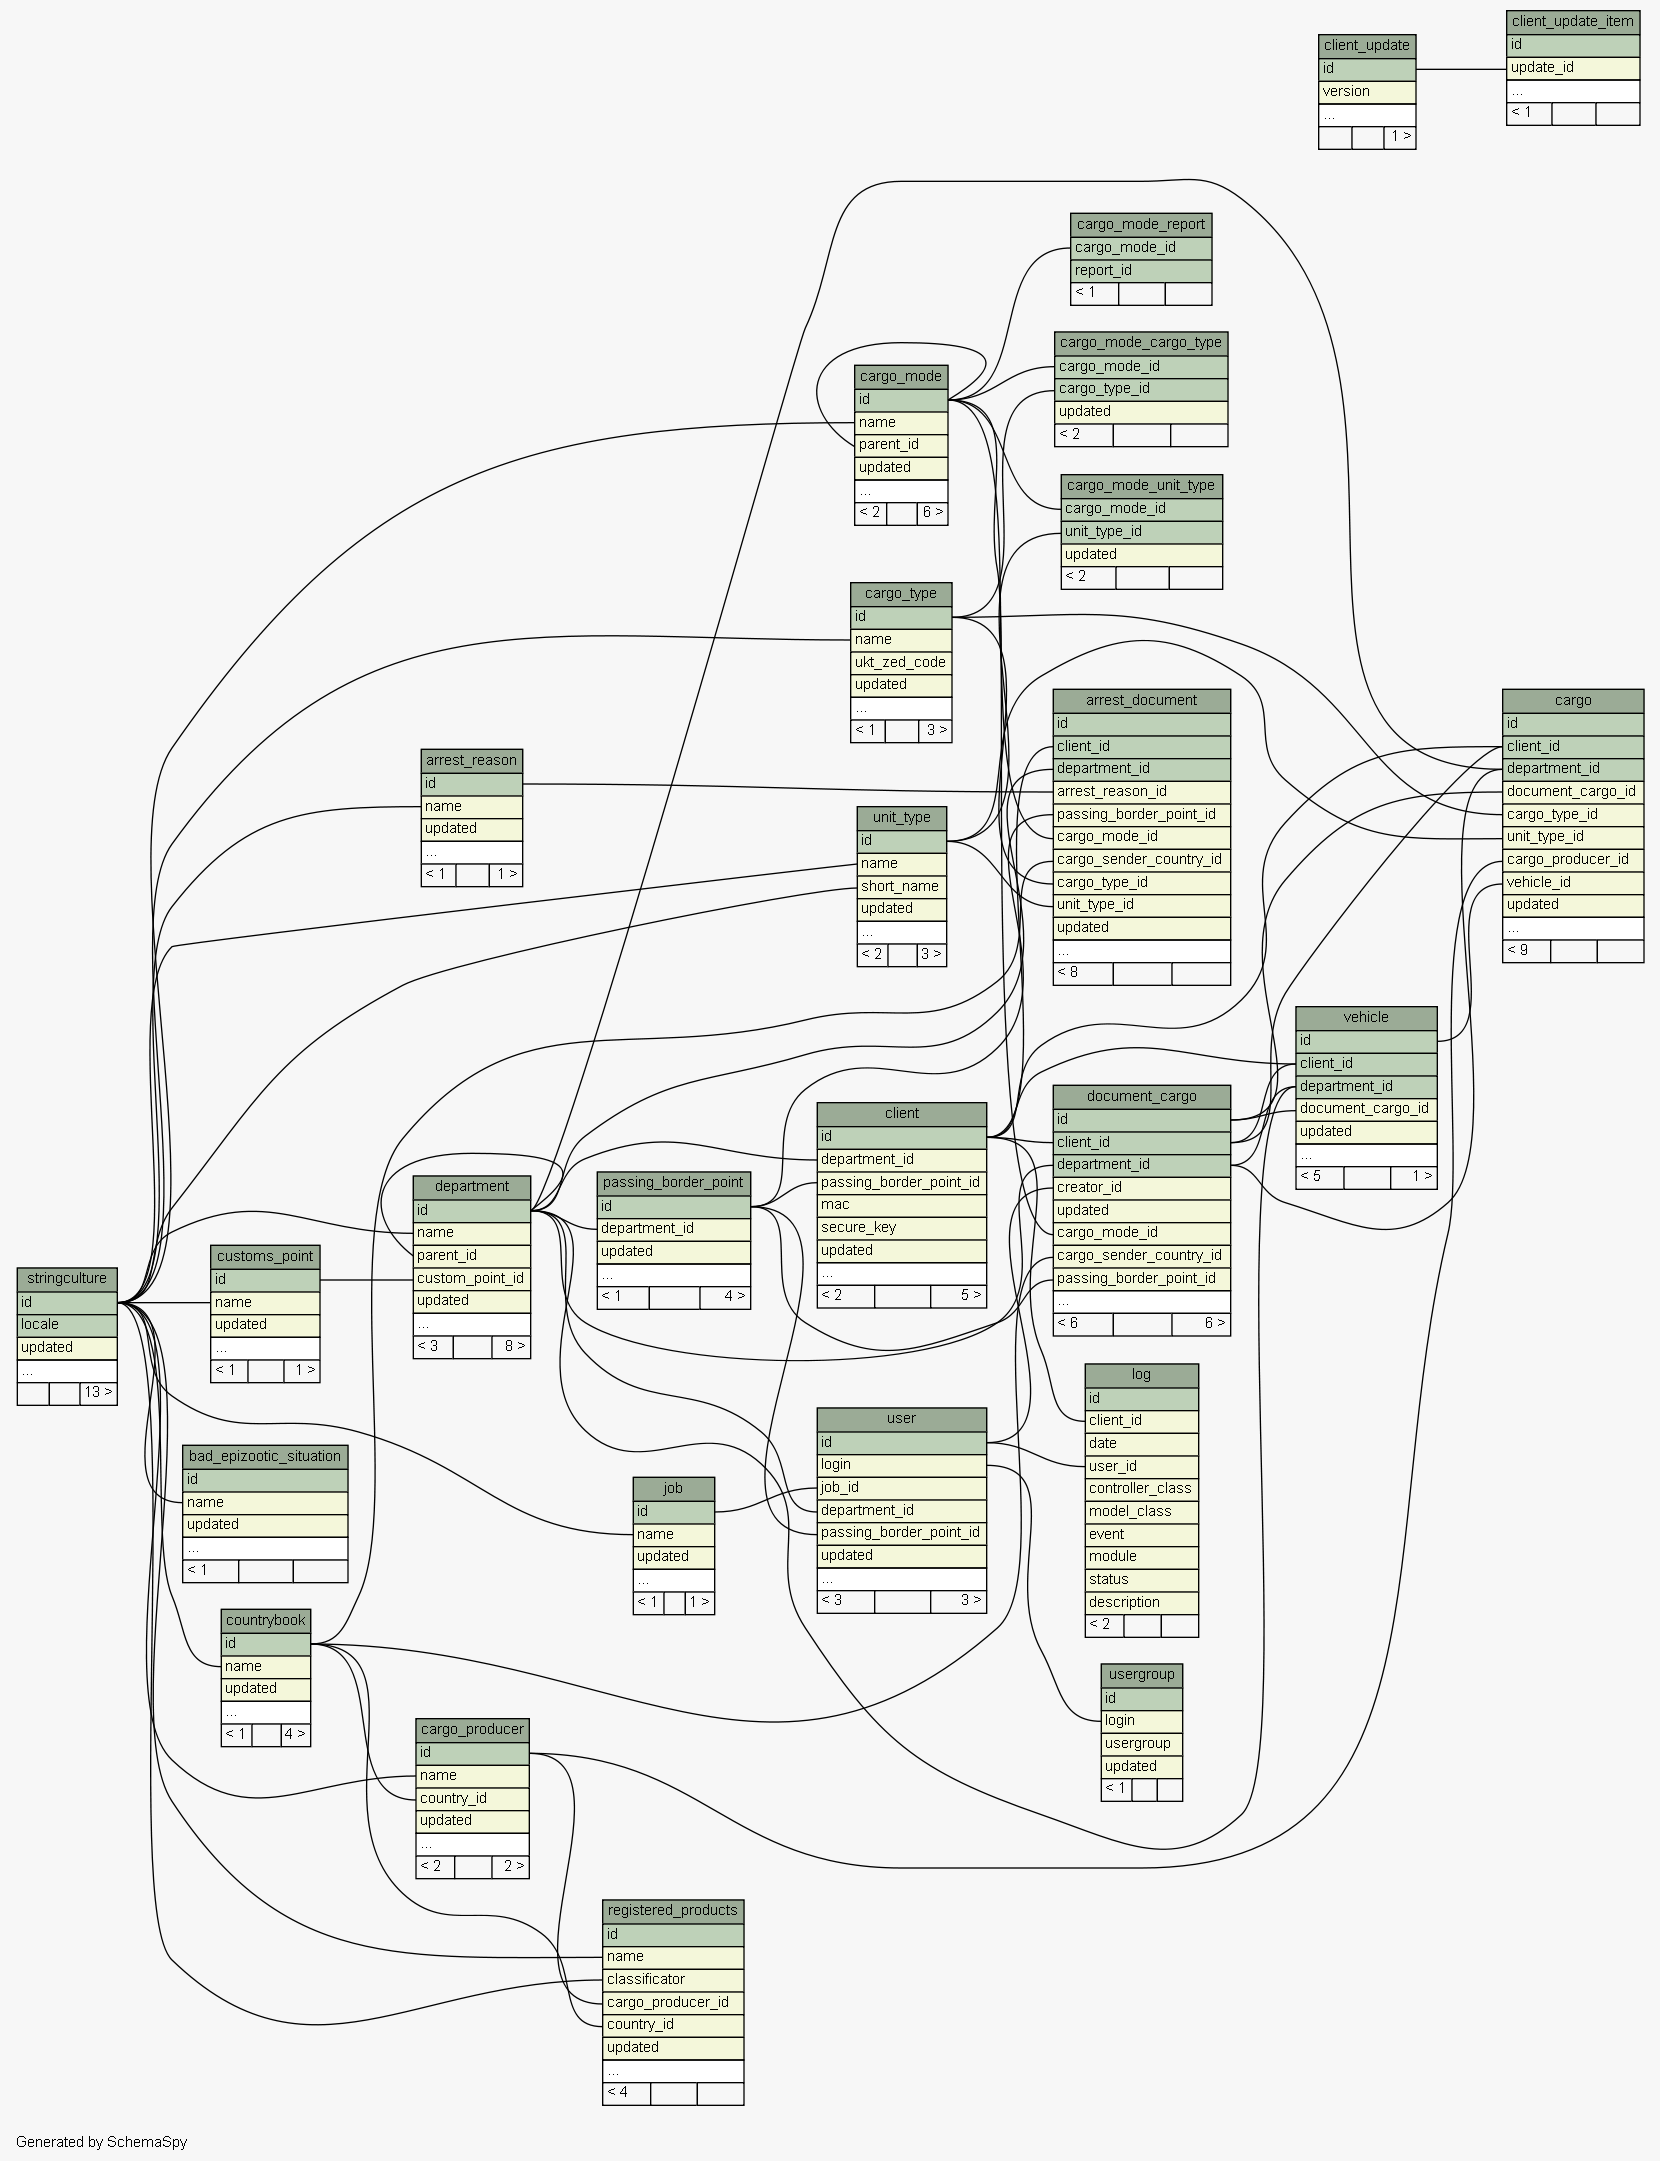 client_update_item
id
update_id
...
< 1
client_update
id
version
...
1 >
cargo_mode_report
cargo_mode_id
report_id
< 1
cargo_mode_cargo_type
cargo_mode_id
cargo_type_id
updated
< 2
cargo_mode
id
name
parent_id
updated
...
< 2 6 >
cargo_mode_unit_type
cargo_mode_id
unit_type_id
updated
< 2
cargo_type
id
name
ukt_zed_code
updated
...
< 1 3 >
arrest_document
id
client_id
department_id
arrest_reason_id
passing_border_point_id
cargo_mode_id
cargo_sender_country_id
cargo_type_id
unit_type_id
updated
...
< 8
cargo
id
client_id
department_id
document_cargo_id
cargo_type_id
unit_type_id
cargo_producer_id
vehicle_id
updated
...
< 9
arrest_reason
id
name
updated
...
< 1 1 >
unit_type
id
name
short_name
updated
...
< 2 3 >
vehicle
id
client_id
department_id
document_cargo_id
updated
...
< 5 1 >
document_cargo
id
client_id
department_id
creator_id
updated
cargo_mode_id
cargo_sender_country_id
passing_border_point_id
...
< 6 6 >
client
id
department_id
passing_border_point_id
mac
secure_key
updated
...
< 2 5 >
passing_border_point
id
department_id
updated
...
< 1 4 >
department
id
name
parent_id
custom_point_id
updated
...
< 3 8 >
customs_point
id
name
updated
...
< 1 1 >
stringculture
id
locale
updated
...
13 >
log
id
client_id
date
user_id
controller_class
model_class
event
module
status
description
< 2
user
id
login
job_id
department_id
passing_border_point_id
updated
...
< 3 3 >
bad_epizootic_situation
id
name
updated
...
< 1
job
id
name
updated
...
< 1 1 >
countrybook
id
name
updated
...
< 1 4 >
usergroup
id
login
usergroup
updated
< 1
cargo_producer
id
name
country_id
updated
...
< 2 2 >
registered_products
id
name
classificator
cargo_producer_id
country_id
updated
...
< 4
Generated by SchemaSpy